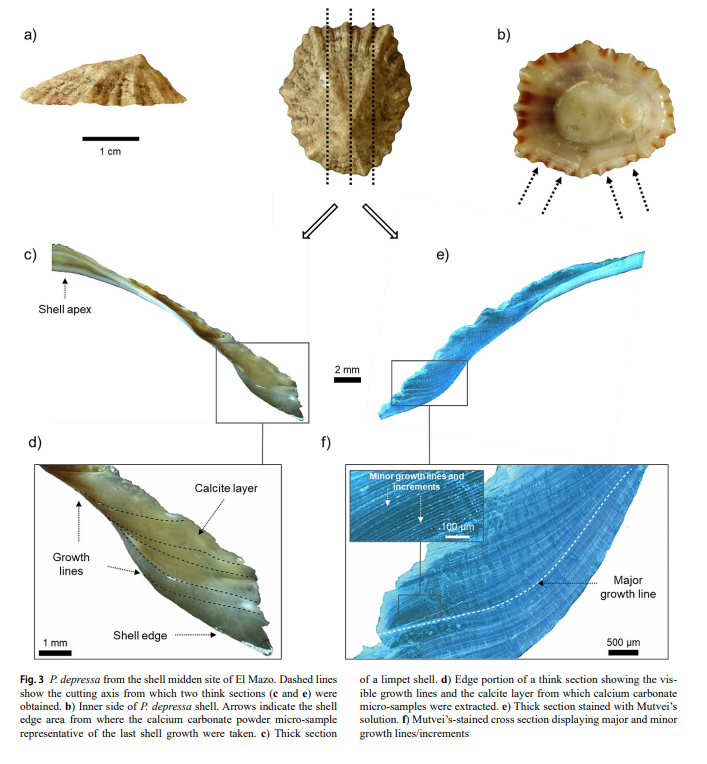 a)
b)
1 cm
c)
e)
Shell apex
2 mm
d)
f)
Calcite layer
Growth
lines
Shell edge
1 mm
Minor growth lines and
increments
100 µm
Major
growth line
500 µm
Fig. 3 P. depressa from the shell midden site of El Mazo. Dashed lines
show the cutting axis from which two think sections (c and e) were
obtained. b) Inner side of P. depressa shell. Arrows indicate the shell
edge area from where the calcium carbonate powder micro-sample
representative of the last shell growth were taken. c) Thick section
of a limpet shell. d) Edge portion of a think section showing the vis-
ible growth lines and the calcite layer from which calcium carbonate
micro-samples were extracted. e) Thick section stained with Mutvei's
solution. f) Mutvei's-stained cross section displaying major and minor
growth lines/increments